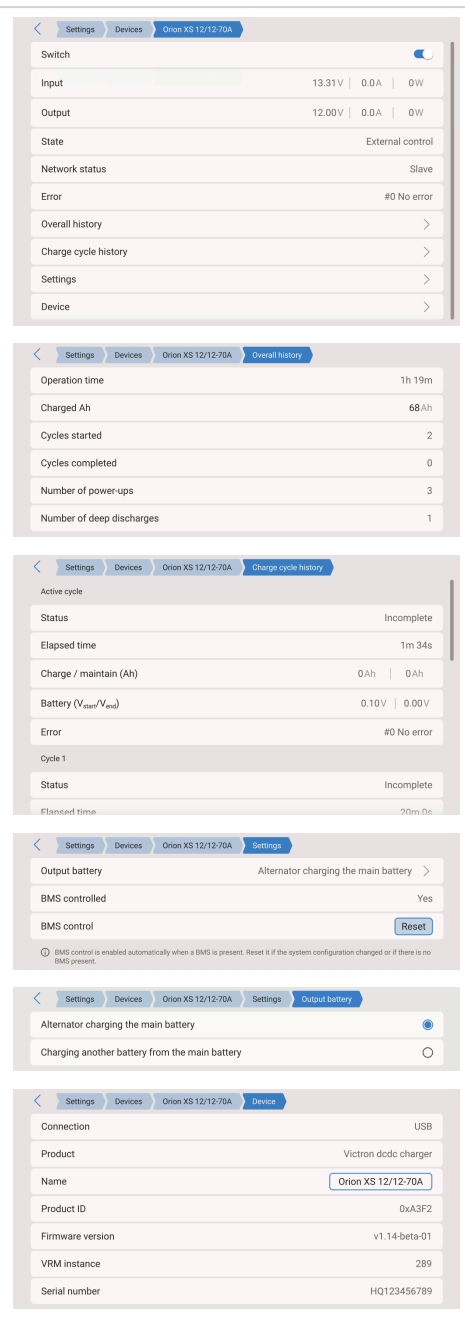 Settings Devices Orion XS 12/12-70A
Switch
Input 13.31V 0.0A 0W
Output 12.00V 0.0A 0W
State External control
Network status Slave
Error #0 No error
Overall history
Charge cycle history
Settings
Device
Settings Devices Orion XS 12/12-70A Overall history
Operation time 1h 19m
Charged Ah 68Ah
Cycles started 2
Cycles completed 0
Number of power-ups 3
Number of deep discharges 1
Settings Devices Orion XS 12/12-70A Charge cycle history
Active cycle
Status Incomplete
Elapsed time 1m 34s
Charge / maintain (Ah) 0Ah 0Ah
Battery (Vstart/Vend) 0.10V 0.00V
Error #0 No error
Cycle 1
Status Incomplete
Elapsed time 20m 0s
Settings Devices Orion XS 12/12-70A Settings
Output battery Alternator charging the main battery
BMS controlled Yes
BMS control Reset
BMS control is enabled automatically when a BMS is present. Reset it if the system configuration changed or if there is no
BMS present.
Settings Devices Orion XS 12/12-70A Settings Output battery
Alternator charging the main battery
Charging another battery from the main battery
Settings Devices Orion XS 12/12-70A Device
Connection USB
Product Victron dcdc charger
Name Orion XS 12/12-70A
Product ID 0xA3F2
Firmware version v1.14-beta-01
VRM instance 289
Serial number HQ123456789